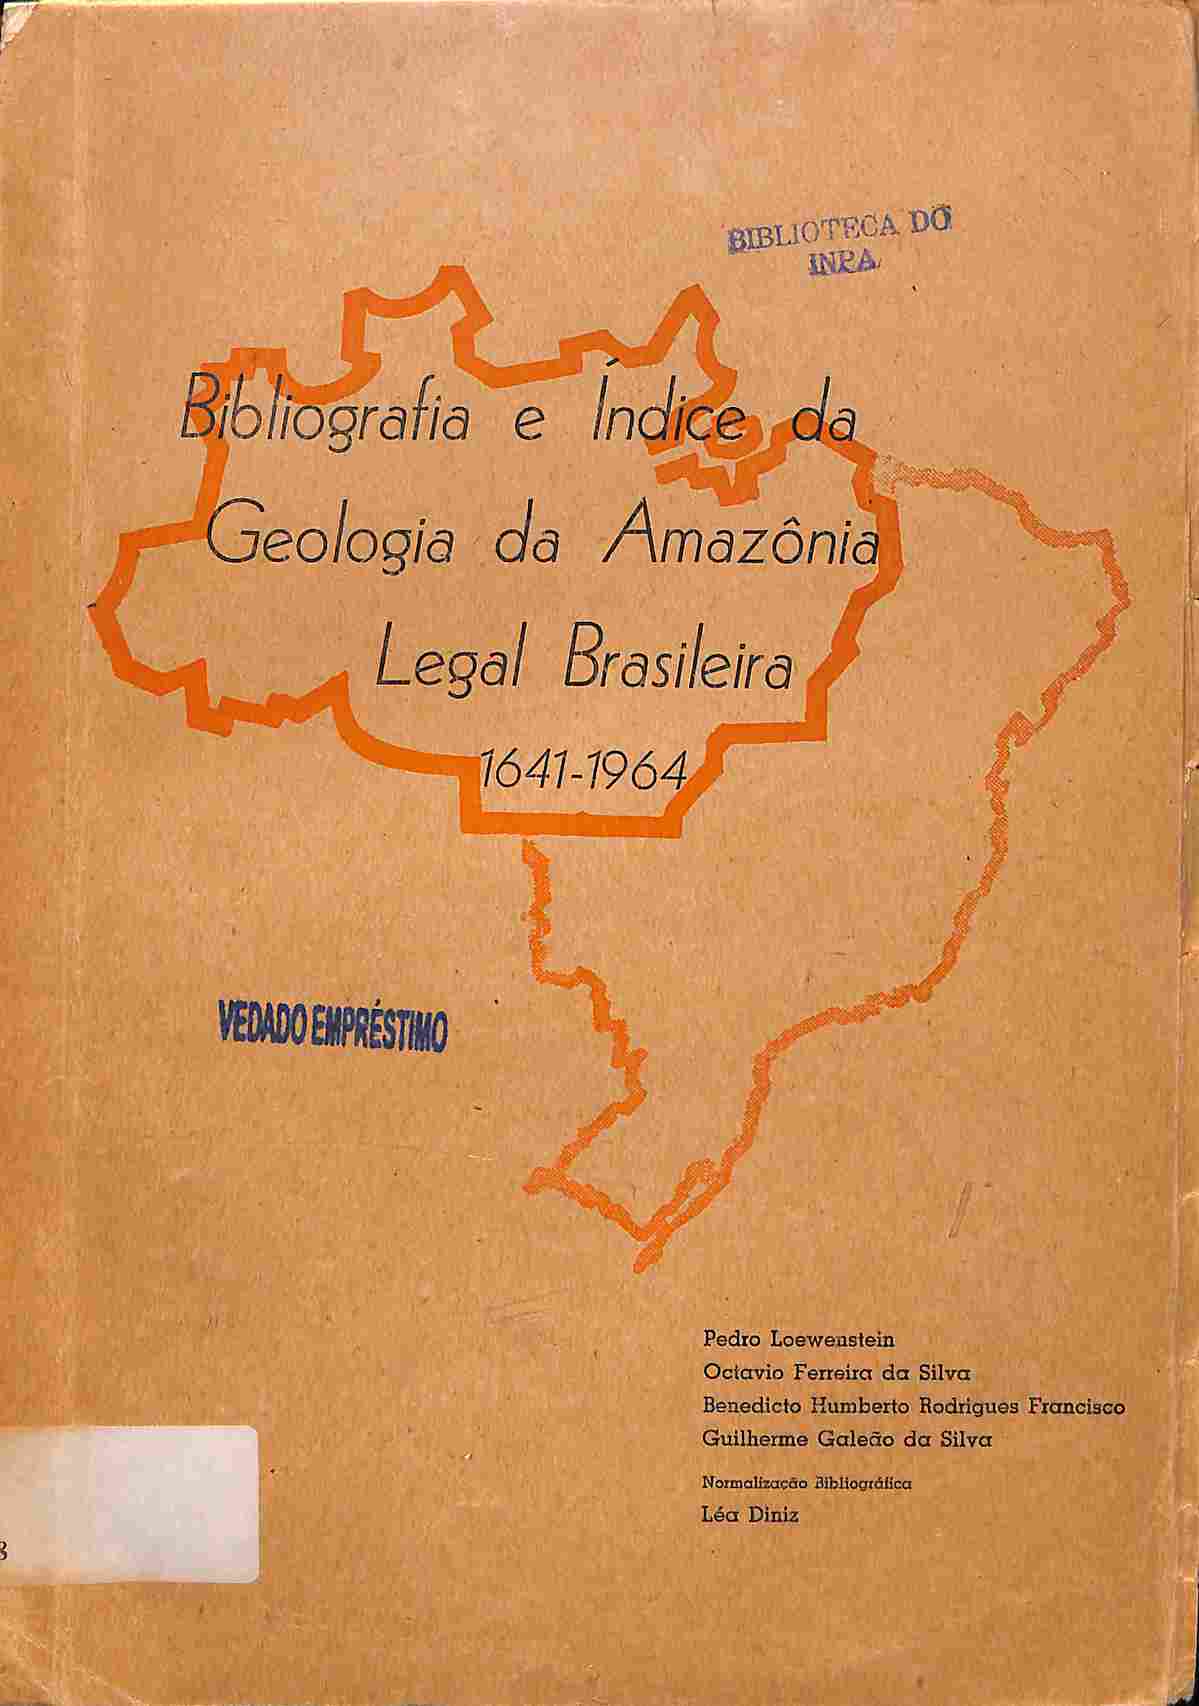 BIBLIOTECA DO
INPA
Bibliografia e Índice da
Geologia da Amazônia
Legal Brasileira
1641-1964
VEDADO EMPRÉSTIMO
Pedro Loewenstein
Octavio Ferreira da Silva
Benedicto Humberto Rodrigues Francisco
Guilherme Galeão da Silva
Normalização Bibliográfica
Léa Diniz